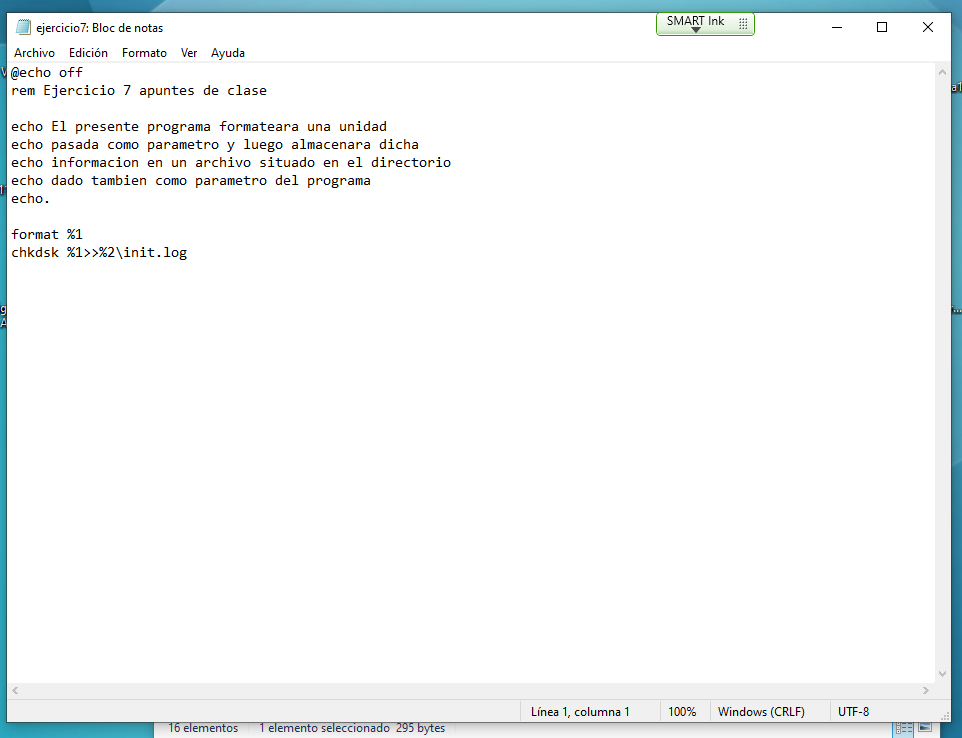 ejercicio7: Bloc de notas
SMART Ink
Archivo Edición Formato Ver Ayuda
@echo off
rem Ejercicio 7 apuntes de clase
echo El presente programa formateara una unidad
echo pasada como parametro y luego almacenara dicha
echo informacion en un archivo situado en el directorio
echo dado tambien como parametro del programa
echo.
format %1
chkdsk %1>>%2\init.log
Línea 1, columna 1 100% Windows (CRLF) UTF-8
16 elementos 1 elemento seleccionado 295 bytes